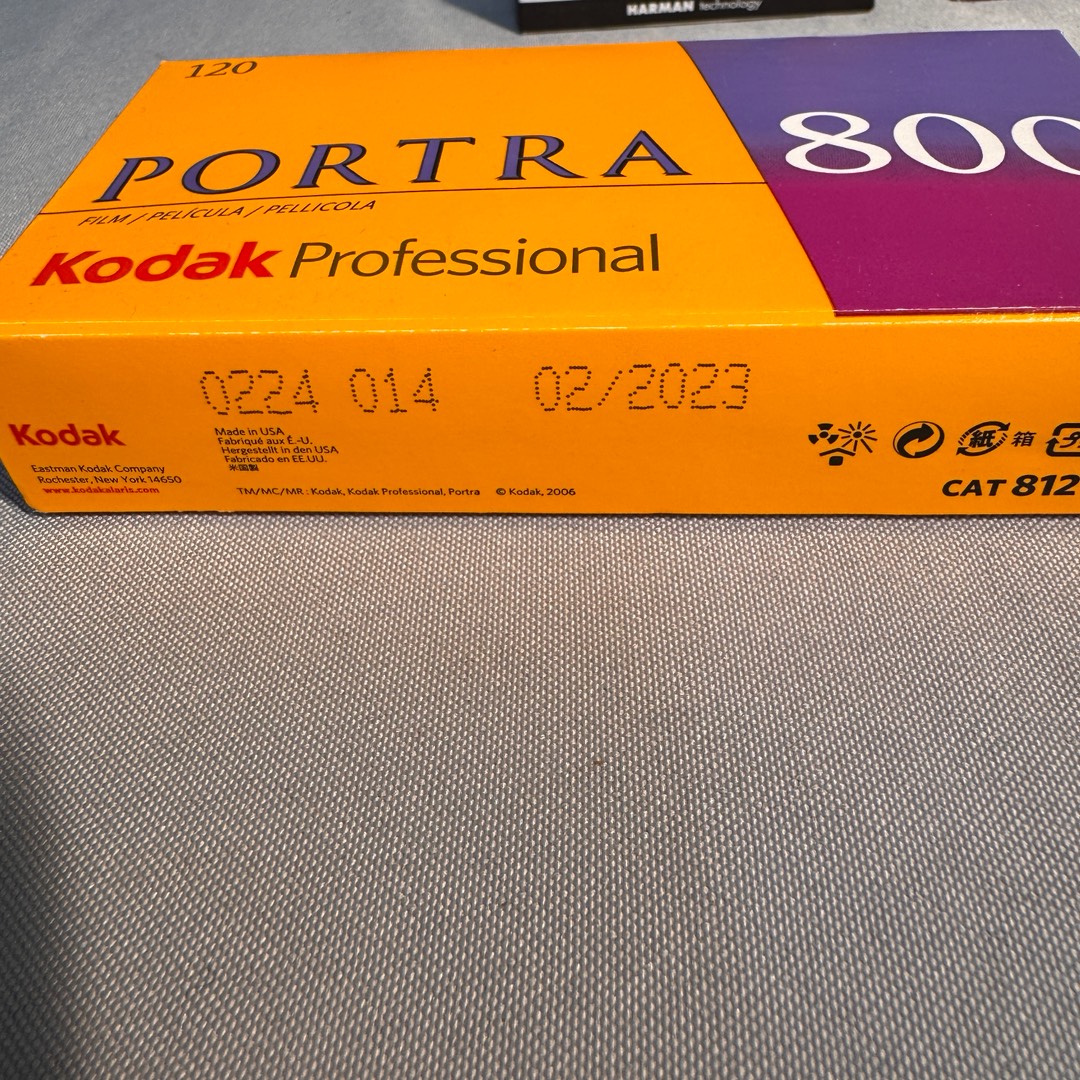 HARMAN technology
120
PORTRA 800
FILM / PELÍCULA / PELLICOLA
Kodak Professional
0224 014 02/2023
Kodak
Eastman Kodak Company
Rochester, New York 14650
www.kodakalaris.com
Made in USA
Fabriqué aux É.-U.
Hergestellt in den USA
Fabricado en EE.UU.
米国製
TM/MC/MR : Kodak, Kodak Professional, Portra © Kodak, 2006
紙 箱
CAT 812